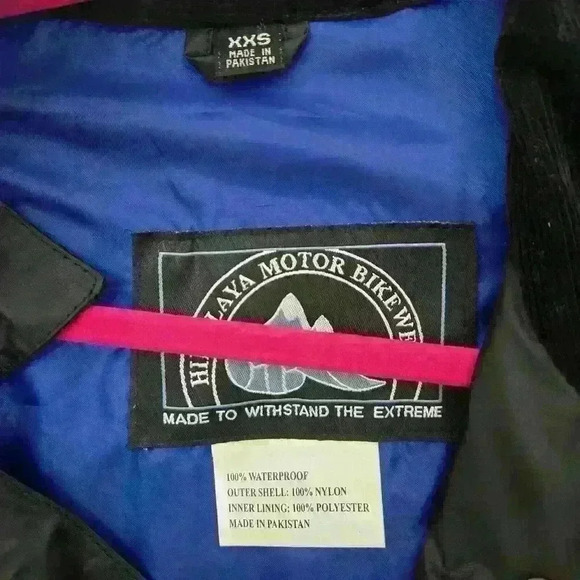 XXS
MADE IN
PAKISTAN
MOTOR BIKE
MADE TO WITHSTAND THE EXTREME
100% WATERPROOF
OUTER SHELL: 100% NYLON
INNER LINING: 100% POLYESTER
MADE IN PAKISTAN